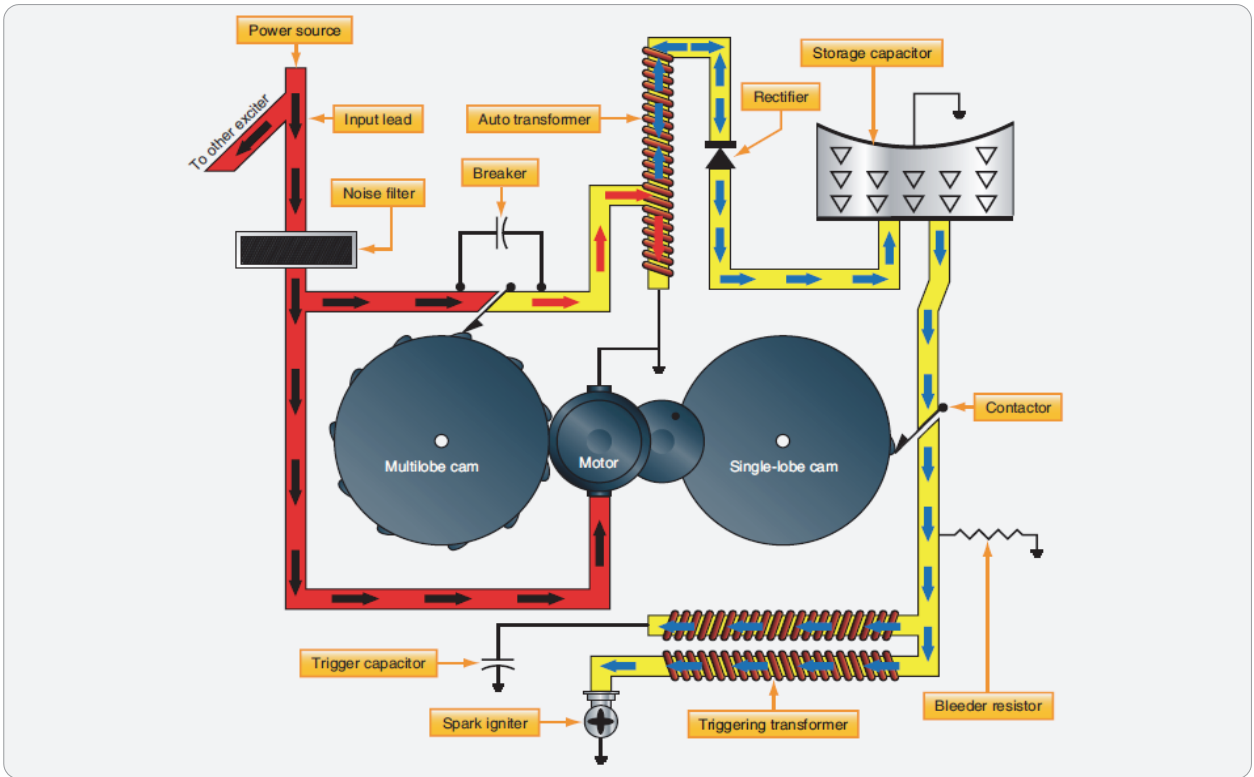 Power source
Storage capacitor
Rectifier
To other exciter
Input lead
Auto transformer
Breaker
Noise filter
Contactor
Multilobe cam
Motor
Single-lobe cam
Trigger capacitor
Bleeder resistor
Spark igniter
Triggering transformer